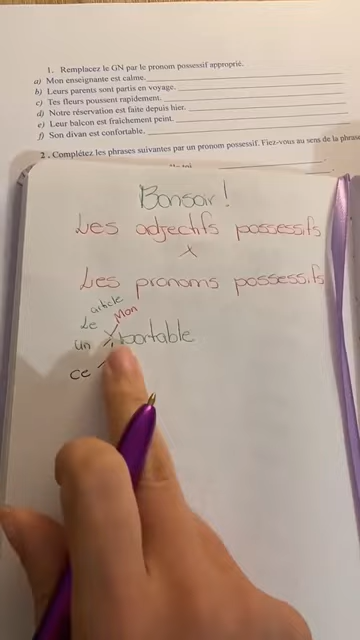 1. Remplacez le GN par le pronom possessif approprié.
a) Mon enseignante est calme.
b) Leurs parents sont partis en voyage.
c) Tes fleurs poussent rapidement.
d) Notre réservation est faite depuis hier.
e) Leur balcon est fraîchement peint.
f) Son divan est confortable.
2. Complétez les phrases suivantes par un pronom possessif. Fiez-vous au sens de la phrase
Bonsoir!
Les adjectifs possessifs
x
Les pronoms possessifs
article
Le Mon
un portable
ce